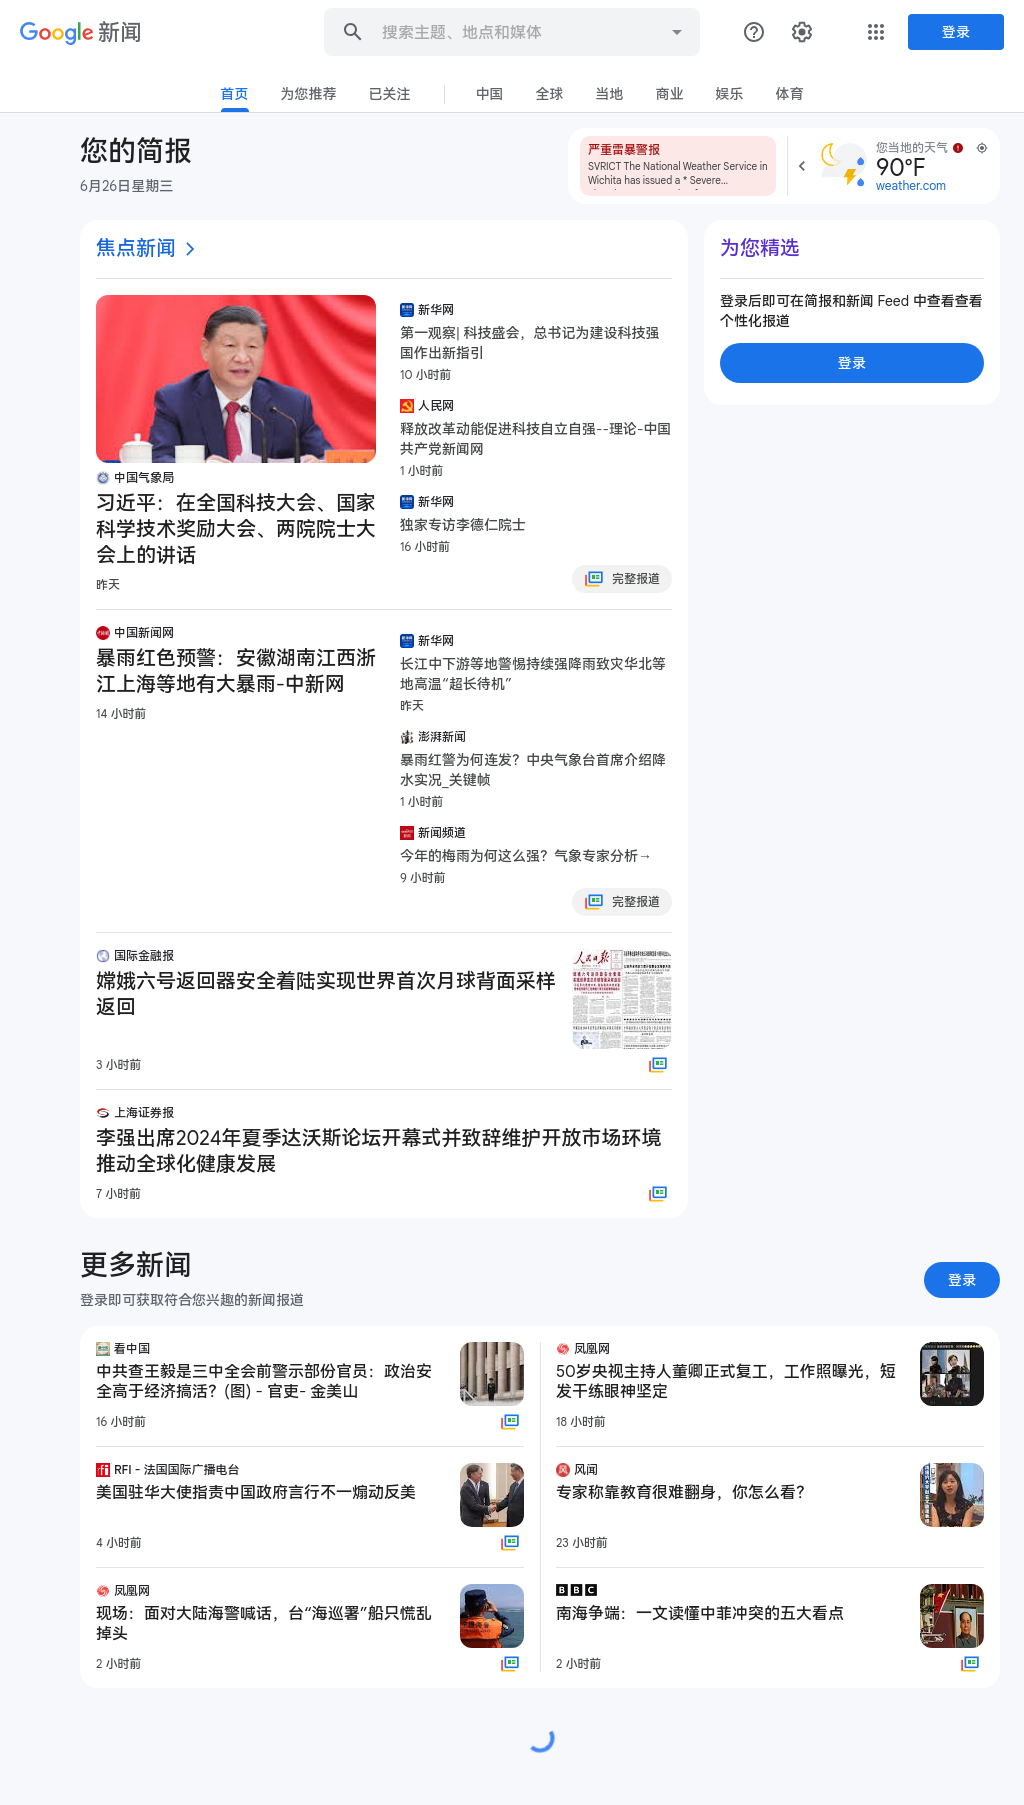 Google 新闻
搜索主题、地点和媒体
登录
首页
为您推荐
已关注
中国
全球
当地
商业
娱乐
体育
您的简报
6月26日星期三
严重雷暴警报
SVRICT The National Weather Service in
Wichita has issued a * Severe...
您当地的天气
90°F
weather.com
焦点新闻
中国气象局
习近平：在全国科技大会、国家
科学技术奖励大会、两院院士大
会上的讲话
昨天
新华网
第一观察| 科技盛会，总书记为建设科技强
国作出新指引
10 小时前
人民网
释放改革动能促进科技自立自强--理论-中国
共产党新闻网
1 小时前
新华网
独家专访李德仁院士
16 小时前
完整报道
中国新闻网
暴雨红色预警：安徽湖南江西浙
江上海等地有大暴雨-中新网
14 小时前
新华网
长江中下游等地警惕持续强降雨致灾华北等
地高温“超长待机”
昨天
澎湃新闻
暴雨红警为何连发？中央气象台首席介绍降
水实况_关键帧
1 小时前
新闻频道
今年的梅雨为何这么强？气象专家分析→
9 小时前
完整报道
国际金融报
嫦娥六号返回器安全着陆实现世界首次月球背面采样
返回
3 小时前
人民日报
上海证券报
李强出席2024年夏季达沃斯论坛开幕式并致辞维护开放市场环境
推动全球化健康发展
7 小时前
为您精选
登录后即可在简报和新闻 Feed 中查看查看
个性化报道
登录
更多新闻
登录即可获取符合您兴趣的新闻报道
登录
看中国
中共查王毅是三中全会前警示部份官员：政治安
全高于经济搞活？(图) - 官吏- 金美山
16 小时前
凤凰网
50岁央视主持人董卿正式复工，工作照曝光，短
发干练眼神坚定
18 小时前
RFI - 法国国际广播电台
美国驻华大使指责中国政府言行不一煽动反美
4 小时前
风闻
专家称靠教育很难翻身，你怎么看？
23 小时前
凤凰网
现场：面对大陆海警喊话，台“海巡署”船只慌乱
掉头
2 小时前
BBC
南海争端：一文读懂中菲冲突的五大看点
2 小时前